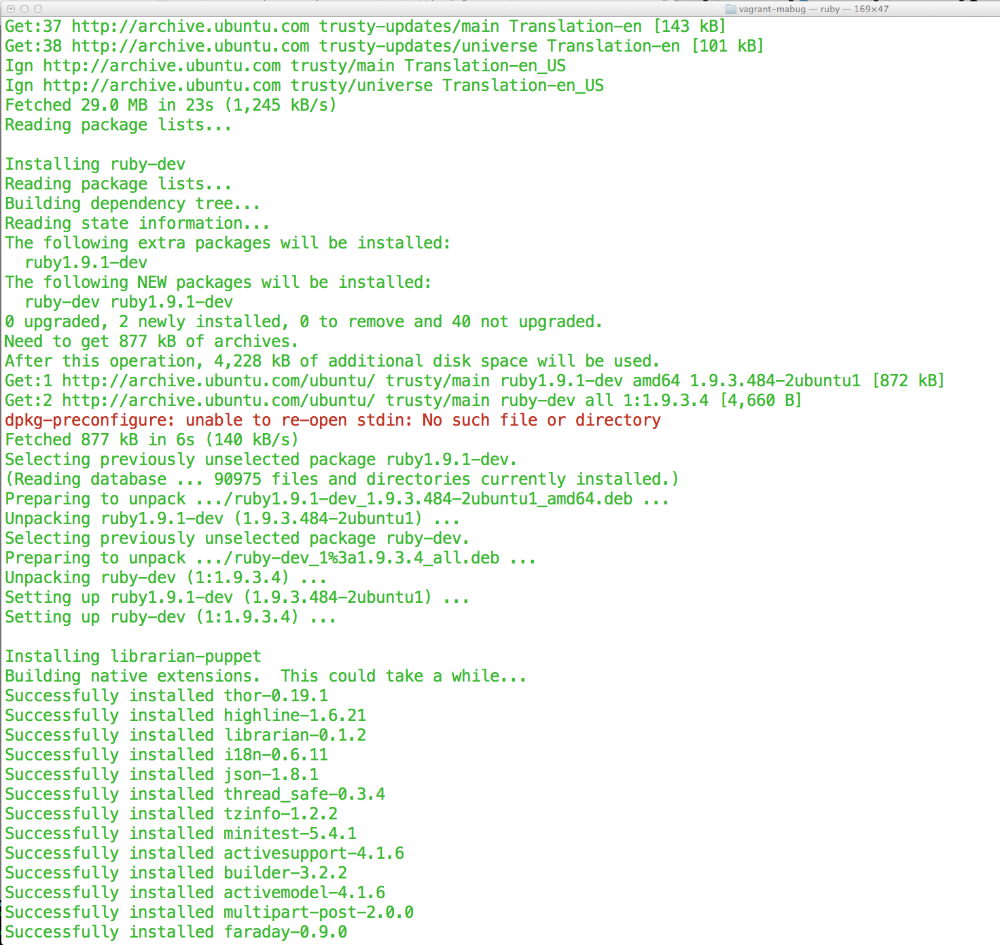 vagrant-mabug — ruby — 169×47
Get:37 http://archive.ubuntu.com trusty-updates/main Translation-en [143 kB]
Get:38 http://archive.ubuntu.com trusty-updates/universe Translation-en [101 kB]
Ign http://archive.ubuntu.com trusty/main Translation-en_US
Ign http://archive.ubuntu.com trusty/universe Translation-en_US
Fetched 29.0 MB in 23s (1,245 kB/s)
Reading package lists...
Installing ruby-dev
Reading package lists...
Building dependency tree...
Reading state information...
The following extra packages will be installed:
  ruby1.9.1-dev
The following NEW packages will be installed:
  ruby-dev ruby1.9.1-dev
0 upgraded, 2 newly installed, 0 to remove and 40 not upgraded.
Need to get 877 kB of archives.
After this operation, 4,228 kB of additional disk space will be used.
Get:1 http://archive.ubuntu.com/ubuntu/ trusty/main ruby1.9.1-dev amd64 1.9.3.484-2ubuntu1 [872 kB]
Get:2 http://archive.ubuntu.com/ubuntu/ trusty/main ruby-dev all 1:1.9.3.4 [4,660 B]
dpkg-preconfigure: unable to re-open stdin: No such file or directory
Fetched 877 kB in 6s (140 kB/s)
Selecting previously unselected package ruby1.9.1-dev.
(Reading database ... 90975 files and directories currently installed.)
Preparing to unpack .../ruby1.9.1-dev_1.9.3.484-2ubuntu1_amd64.deb ...
Unpacking ruby1.9.1-dev (1.9.3.484-2ubuntu1) ...
Selecting previously unselected package ruby-dev.
Preparing to unpack .../ruby-dev_1%3a1.9.3.4_all.deb ...
Unpacking ruby-dev (1:1.9.3.4) ...
Setting up ruby1.9.1-dev (1.9.3.484-2ubuntu1) ...
Setting up ruby-dev (1:1.9.3.4) ...
Installing librarian-puppet
Building native extensions.  This could take a while...
Successfully installed thor-0.19.1
Successfully installed highline-1.6.21
Successfully installed librarian-0.1.2
Successfully installed i18n-0.6.11
Successfully installed json-1.8.1
Successfully installed thread_safe-0.3.4
Successfully installed tzinfo-1.2.2
Successfully installed minitest-5.4.1
Successfully installed activesupport-4.1.6
Successfully installed builder-3.2.2
Successfully installed activemodel-4.1.6
Successfully installed multipart-post-2.0.0
Successfully installed faraday-0.9.0